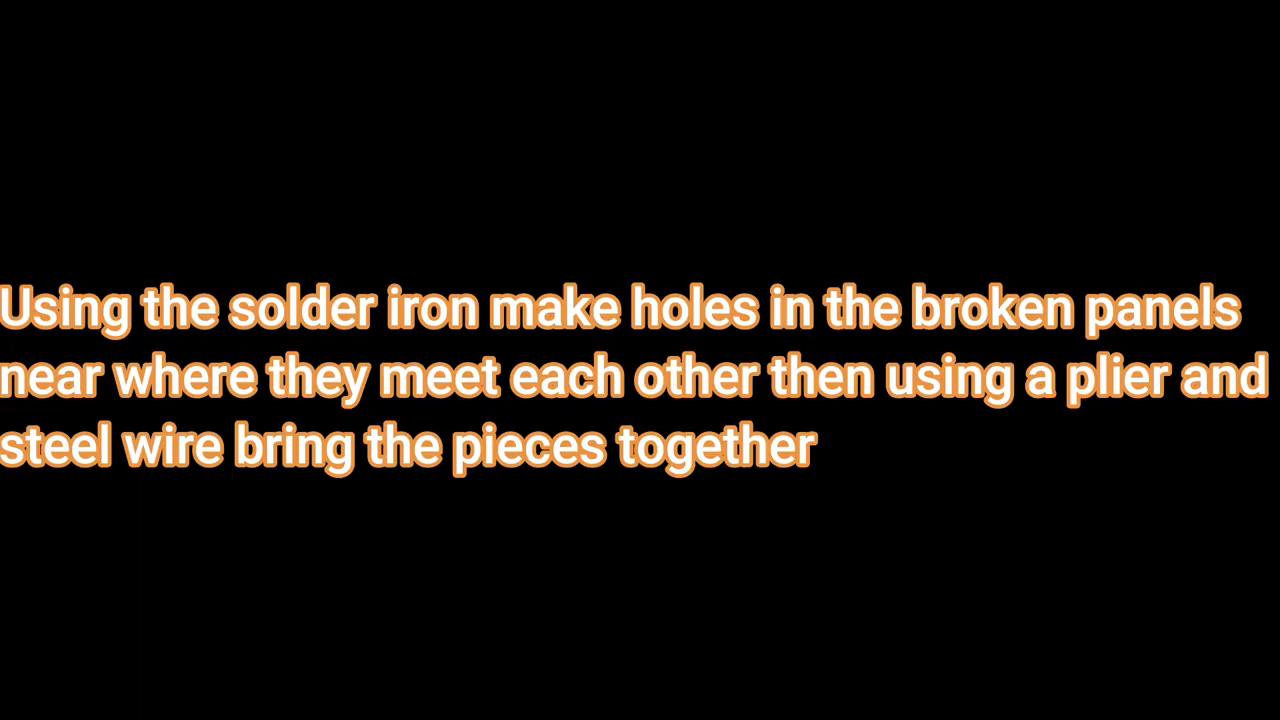 Using the solder iron make holes in the broken panels
near where they meet each other then using a plier and
steel wire bring the pieces together